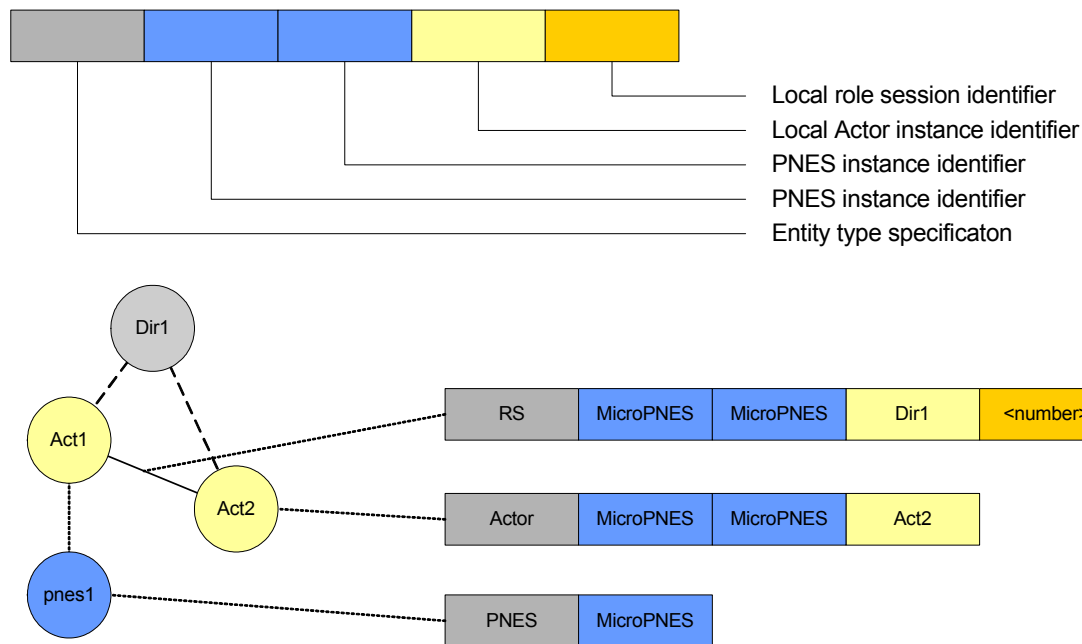 Local role session identifier
Local Actor instance identifier
PNES instance identifier
PNES instance identifier
Entity type specificaton
Dir1
RS MicroPNES MicroPNES Dir1 <number>
Act1
Act2
Actor MicroPNES MicroPNES Act2
pnes1
PNES MicroPNES